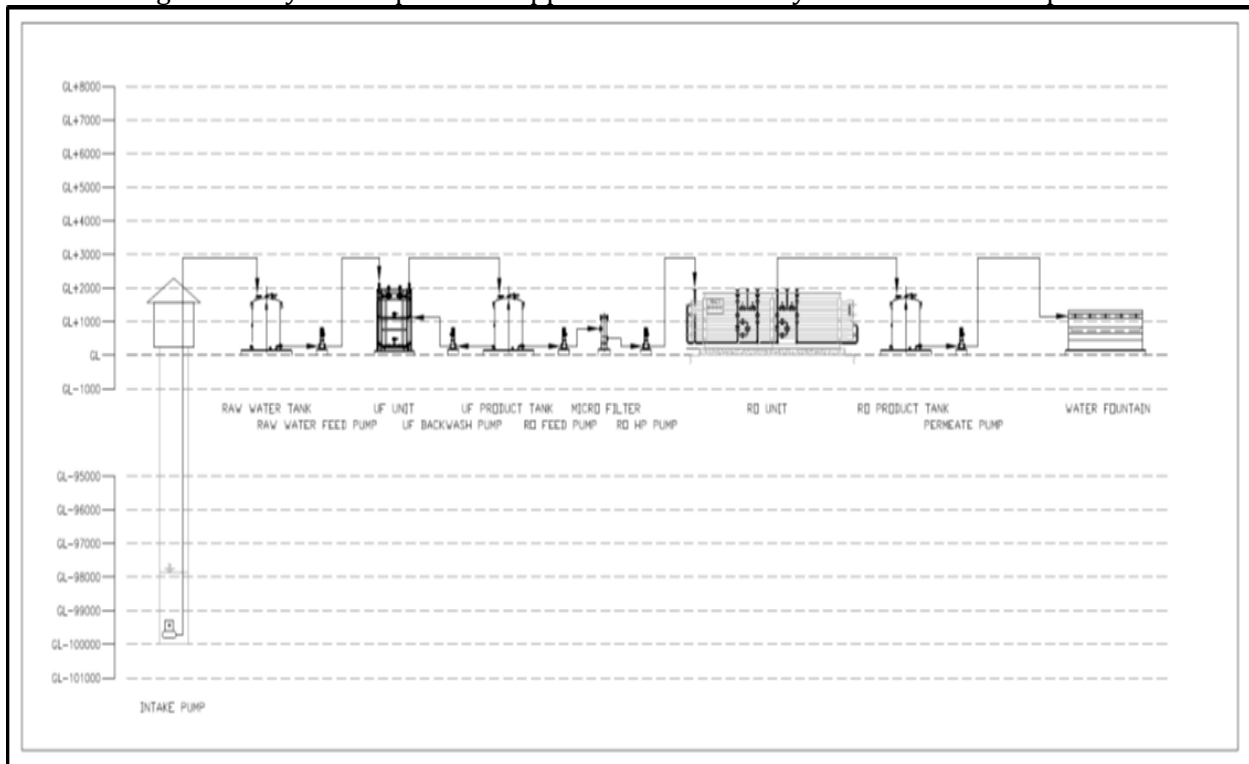 GL+8000
GL+7000
GL+6000
GL+5000
GL+4000
GL+3000
GL+2000
GL+1000
GL
GL-1000
RAW WATER TANK UF UNIT UF PRODUCT TANK MICRO FILTER RO UNIT RO PRODUCT TANK WATER FOUNTAIN
RAW WATER FEED PUMP UF BACKWASH PUMP RO FEED PUMP RO HP PUMP PERMEATE PUMP
GL-95000
GL-96000
GL-97000
GL-98000
GL-99000
GL-100000
GL-101000
INTAKE PUMP